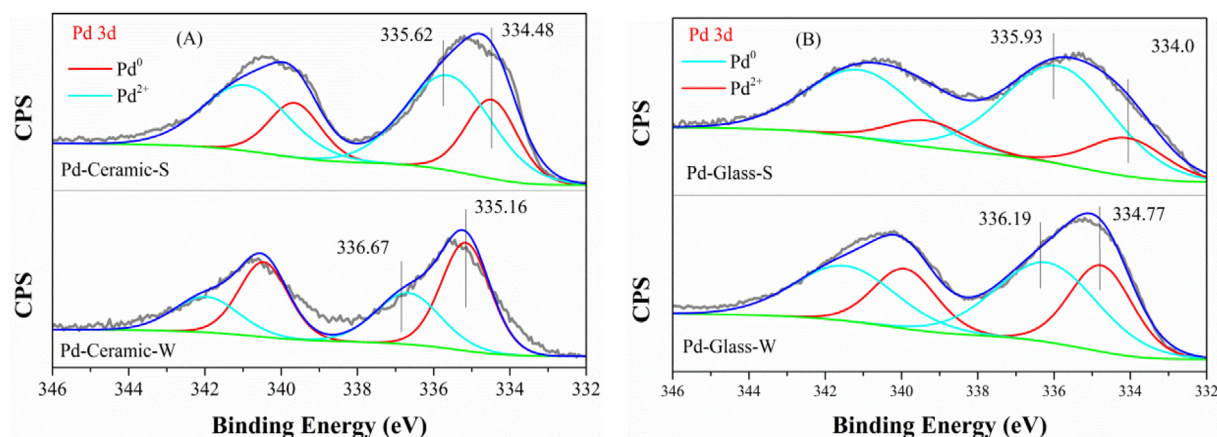 Pd 3d
(A)
335.62
334.48
Pd⁰
Pd²⁺
CPS
Pd-Ceramic-S
335.16
336.67
CPS
Pd-Ceramic-W
346 344 342 340 338 336 334 332
Binding Energy (eV)
Pd 3d
(B)
335.93
334.0
Pd⁰
Pd²⁺
CPS
Pd-Glass-S
336.19
334.77
CPS
Pd-Glass-W
346 344 342 340 338 336 334 332
Binding Energy (eV)